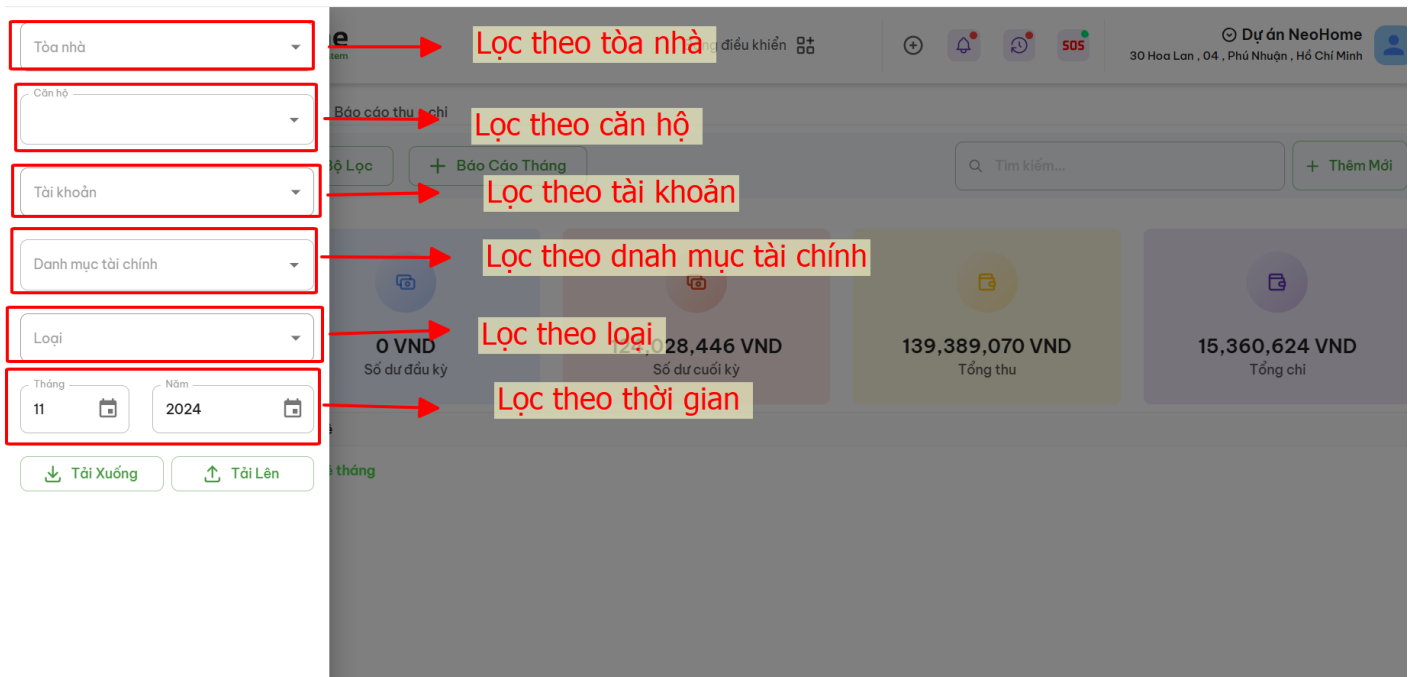 Tòa nhà
Lọc theo tòa nhà
điều khiển
SOS
Dự án NeoHome
30 Hoa Lan , 04 , Phú Nhuận , Hồ Chí Minh
Căn hộ
Báo cáo thu chi
Lọc theo căn hộ
Bộ Lọc
+ Báo Cáo Tháng
Tìm kiếm...
+ Thêm Mới
Tài khoản
Lọc theo tài khoản
Danh mục tài chính
Lọc theo dnah mục tài chính
Loại
Lọc theo loại
0 VND
Số dư đầu kỳ
124,028,446 VND
Số dư cuối kỳ
139,389,070 VND
Tổng thu
15,360,624 VND
Tổng chi
Tháng
11
Năm
2024
Lọc theo thời gian
Tải Xuống
Tải Lên
tháng